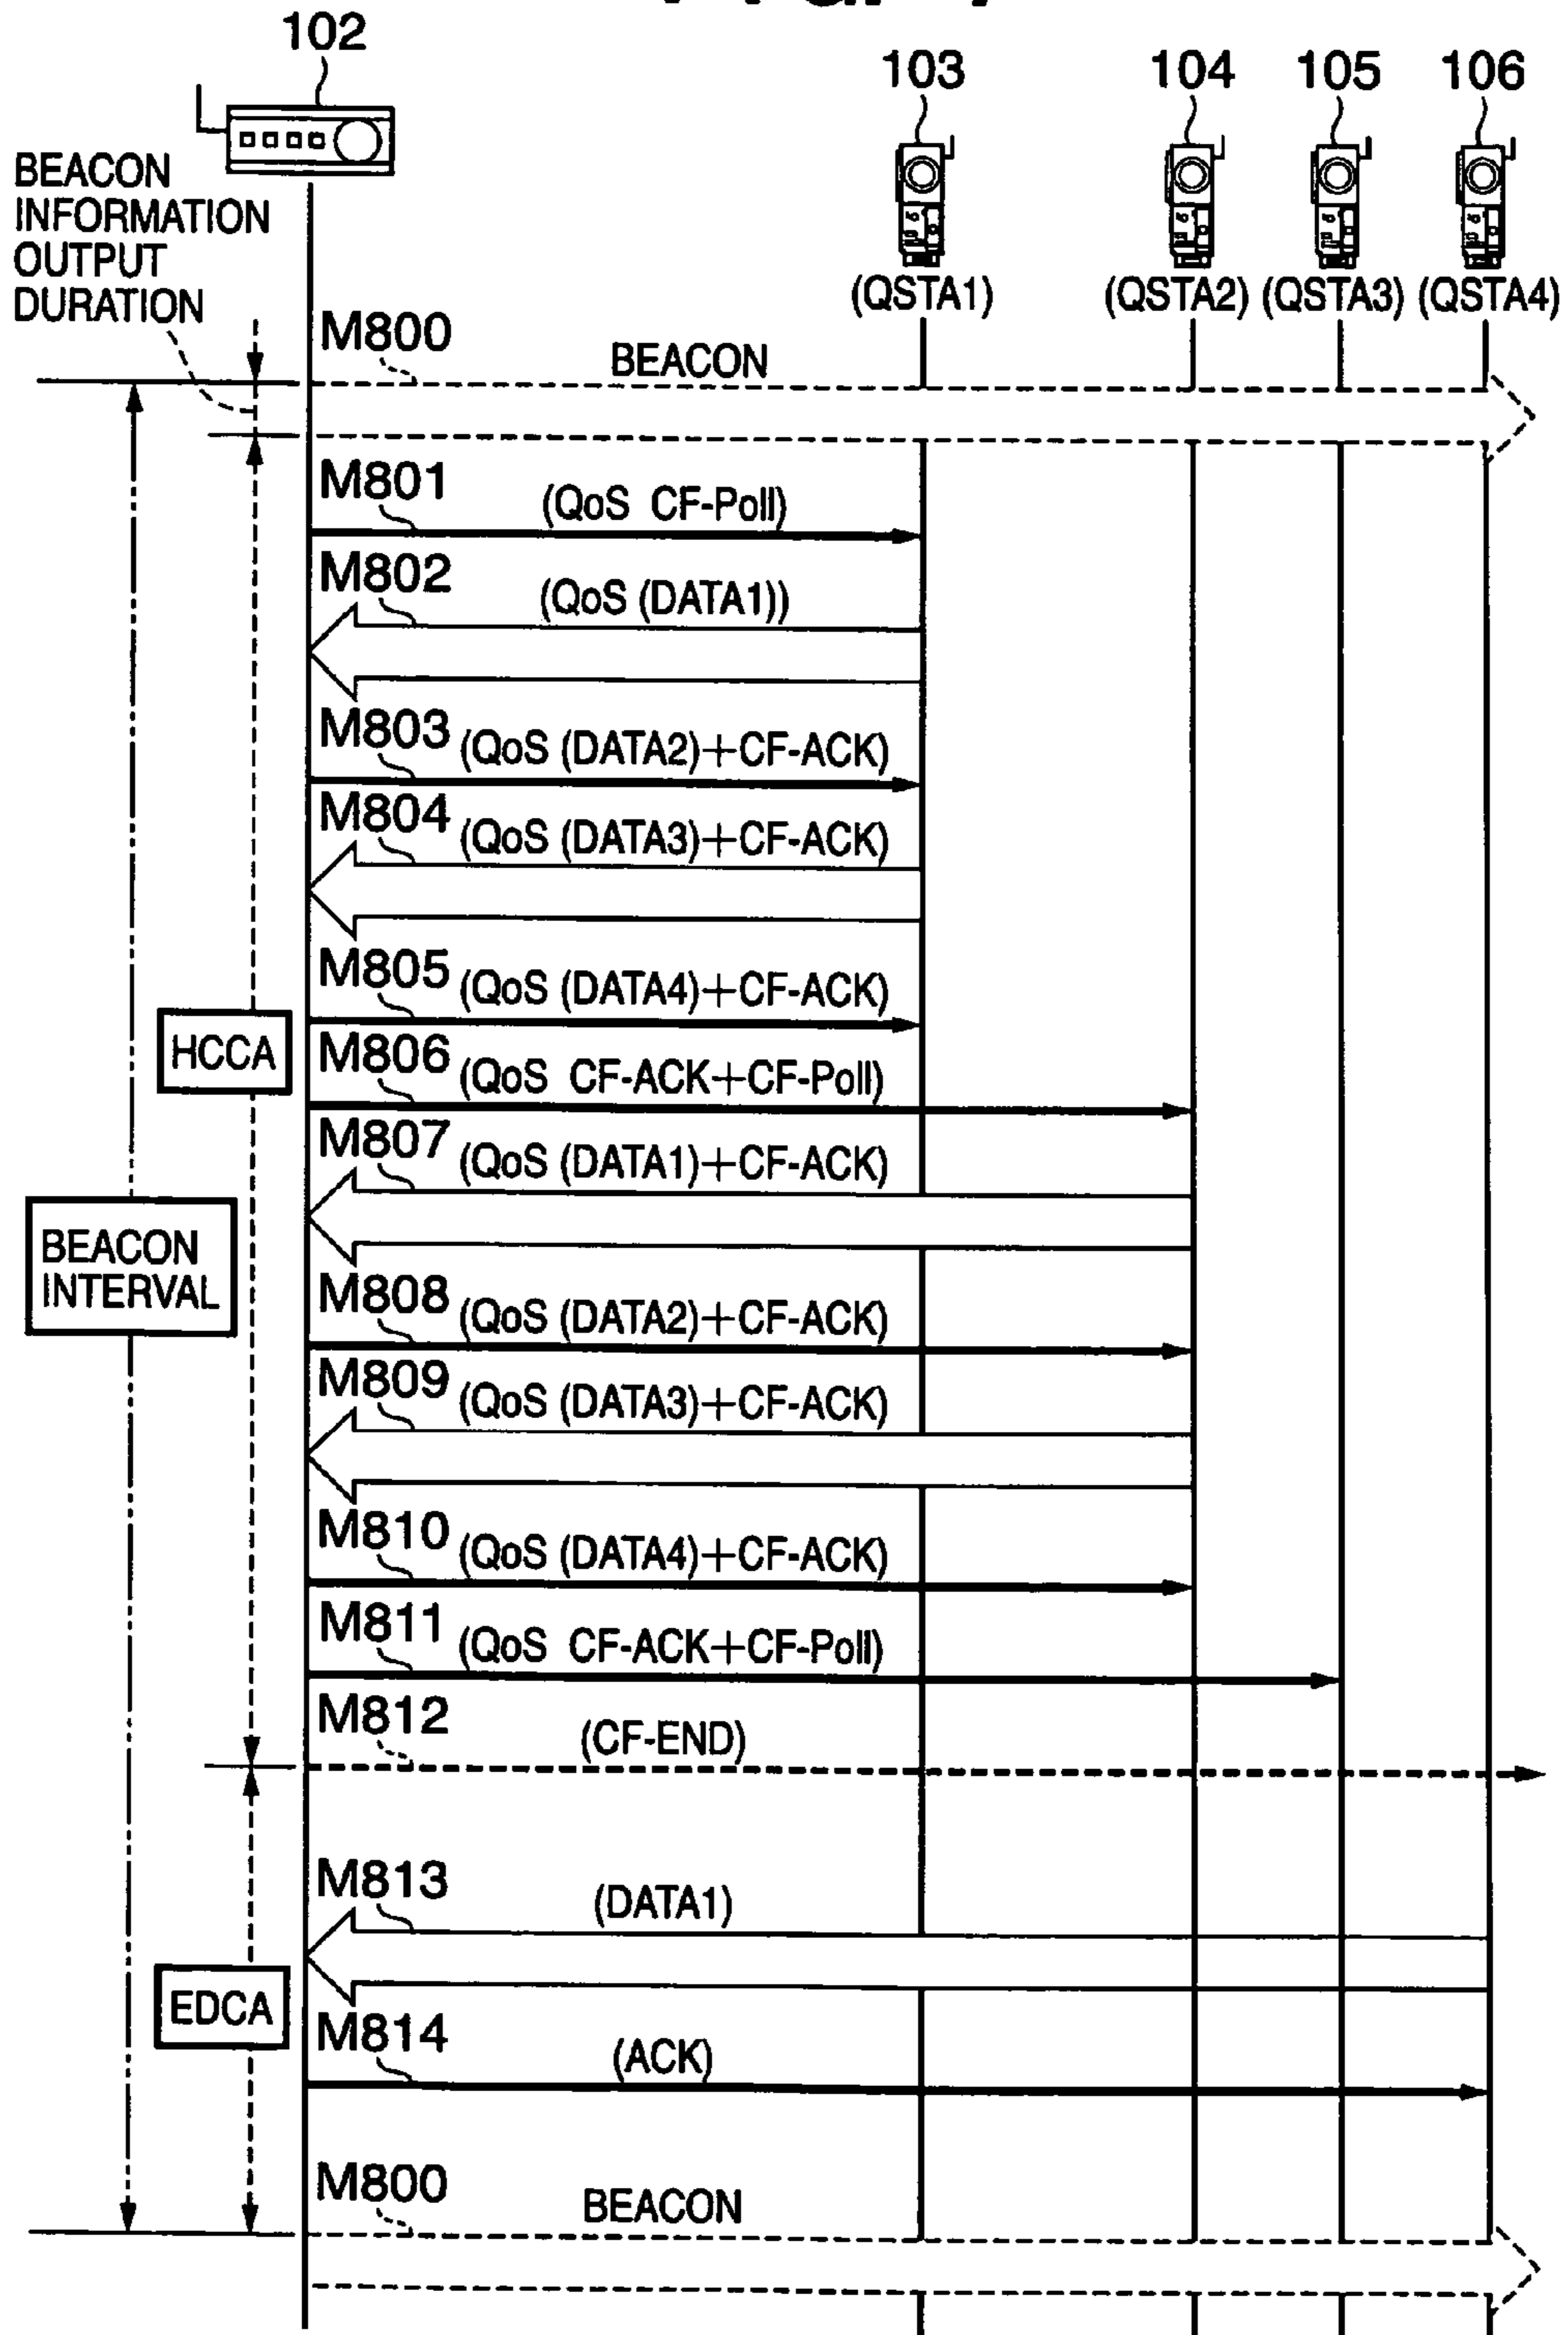 102
103
104
105
106
BEACON
INFORMATION
OUTPUT
DURATION
(QSTA1)
(QSTA2)
(QSTA3)
(QSTA4)
M800
BEACON
M801
(QoS CF-Poll)
M802
(QoS (DATA1))
M803
(QoS (DATA2)+CF-ACK)
M804
(QoS (DATA3)+CF-ACK)
M805
(QoS (DATA4)+CF-ACK)
HCCA
M806
(QoS CF-ACK+CF-Poll)
M807
(QoS (DATA1)+CF-ACK)
BEACON
INTERVAL
M808
(QoS (DATA2)+CF-ACK)
M809
(QoS (DATA3)+CF-ACK)
M810
(QoS (DATA4)+CF-ACK)
M811
(QoS CF-ACK+CF-Poll)
M812
(CF-END)
M813
(DATA1)
EDCA
M814
(ACK)
M800
BEACON